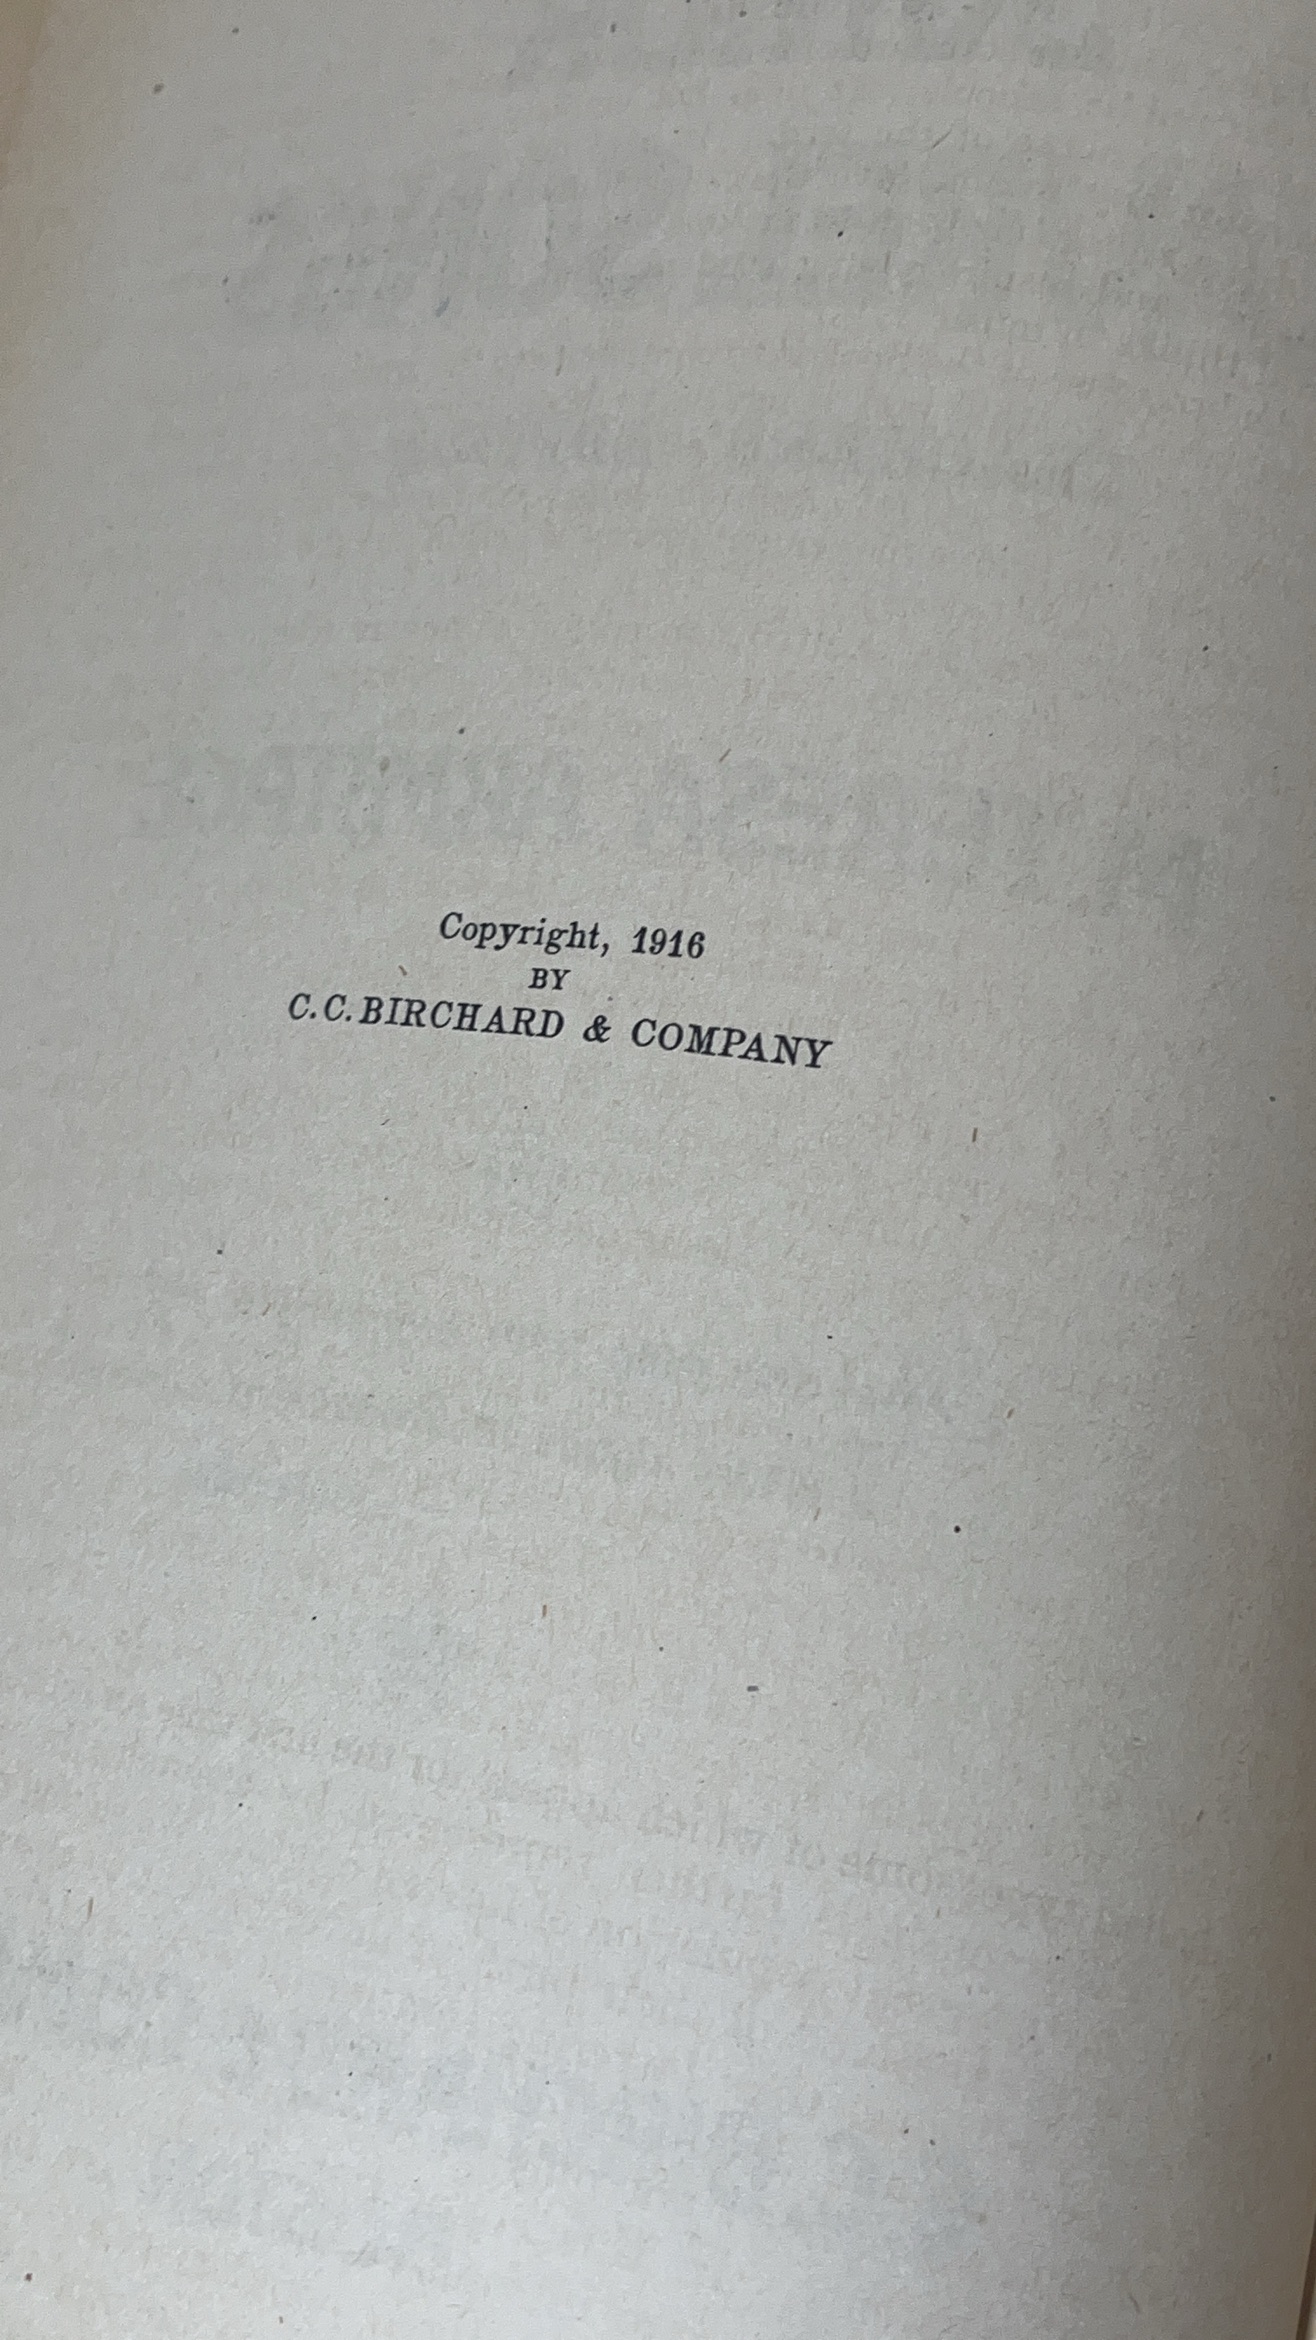 Copyright, 1916
BY
C.C. BIRCHARD & COMPANY